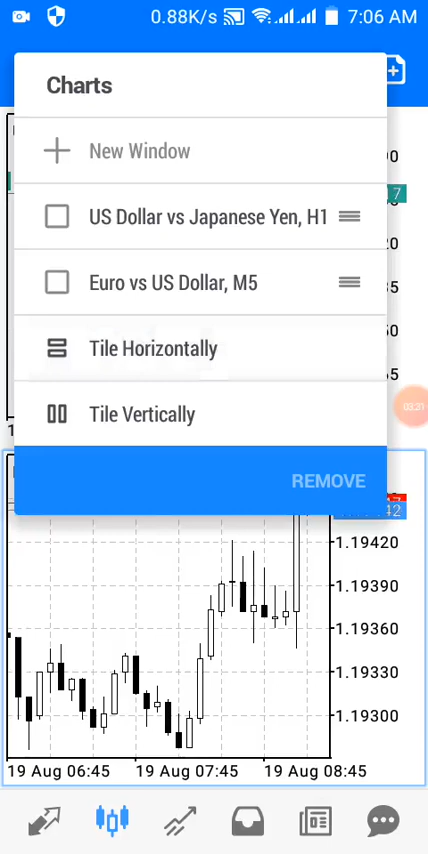 0.88K/s 7:06 AM
Charts
New Window
US Dollar vs Japanese Yen, H1
Euro vs US Dollar, M5
Tile Horizontally
Tile Vertically
REMOVE
03:21
1.19420
1.19390
1.19360
1.19330
1.19300
19 Aug 06:45 19 Aug 07:45 19 Aug 08:45